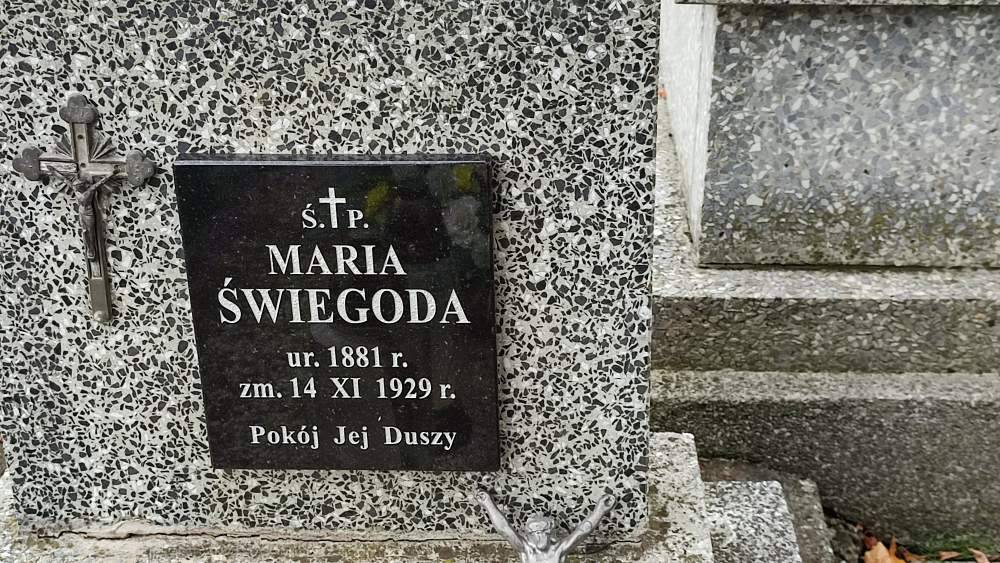 Ś.✝P.
MARIA
ŚWIEGODA
ur. 1881 r.
zm. 14 XI 1929 r.
Pokój Jej Duszy